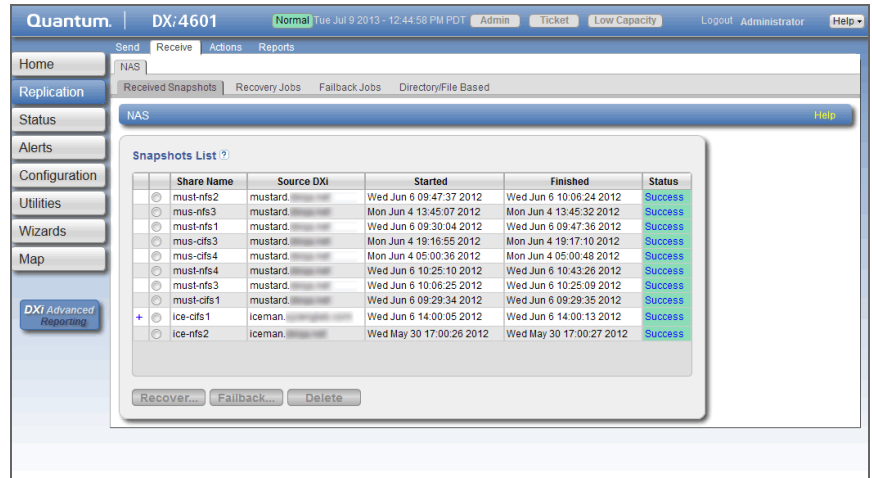 Quantum. DXi4601 Normal Tue Jul 9 2013 - 12:44:58 PM PDT Admin Ticket Low Capacity Logout Administrator Help
Send Receive Actions Reports
Home
Replication
Status
Alerts
Configuration
Utilities
Wizards
Map
DXi Advanced
Reporting
NAS
Received Snapshots Recovery Jobs Failback Jobs Directory/File Based
NAS Help
Snapshots List ?
Share Name Source DXi Started Finished Status
must-nfs2 mustard. Wed Jun 6 09:47:37 2012 Wed Jun 6 10:06:24 2012 Success
mus-nfs3 mustard. Mon Jun 4 13:45:07 2012 Mon Jun 4 13:45:32 2012 Success
must-nfs1 mustard. Wed Jun 6 09:30:04 2012 Wed Jun 6 09:47:36 2012 Success
mus-cifs3 mustard. Mon Jun 4 19:16:55 2012 Mon Jun 4 19:17:10 2012 Success
mus-cifs4 mustard. Mon Jun 4 05:00:36 2012 Mon Jun 4 05:00:48 2012 Success
must-nfs4 mustard. Wed Jun 6 10:25:10 2012 Wed Jun 6 10:43:26 2012 Success
must-nfs3 mustard. Wed Jun 6 10:06:25 2012 Wed Jun 6 10:25:09 2012 Success
must-cifs1 mustard. Wed Jun 6 09:29:34 2012 Wed Jun 6 09:29:35 2012 Success
+ ice-cifs1 iceman. Wed Jun 6 14:00:05 2012 Wed Jun 6 14:00:13 2012 Success
ice-nfs2 iceman. Wed May 30 17:00:26 2012 Wed May 30 17:00:27 2012 Success
Recover... Failback... Delete